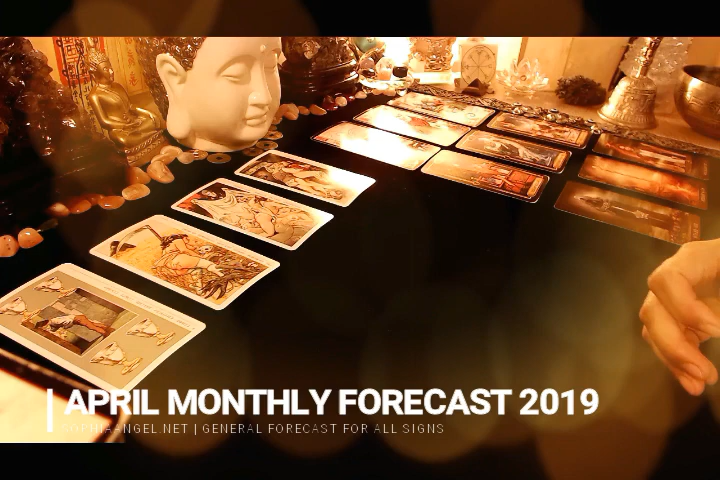 APRIL MONTHLY FORECAST 2019
SOPHIAANGEL.NET | GENERAL FORECAST FOR ALL SIGNS